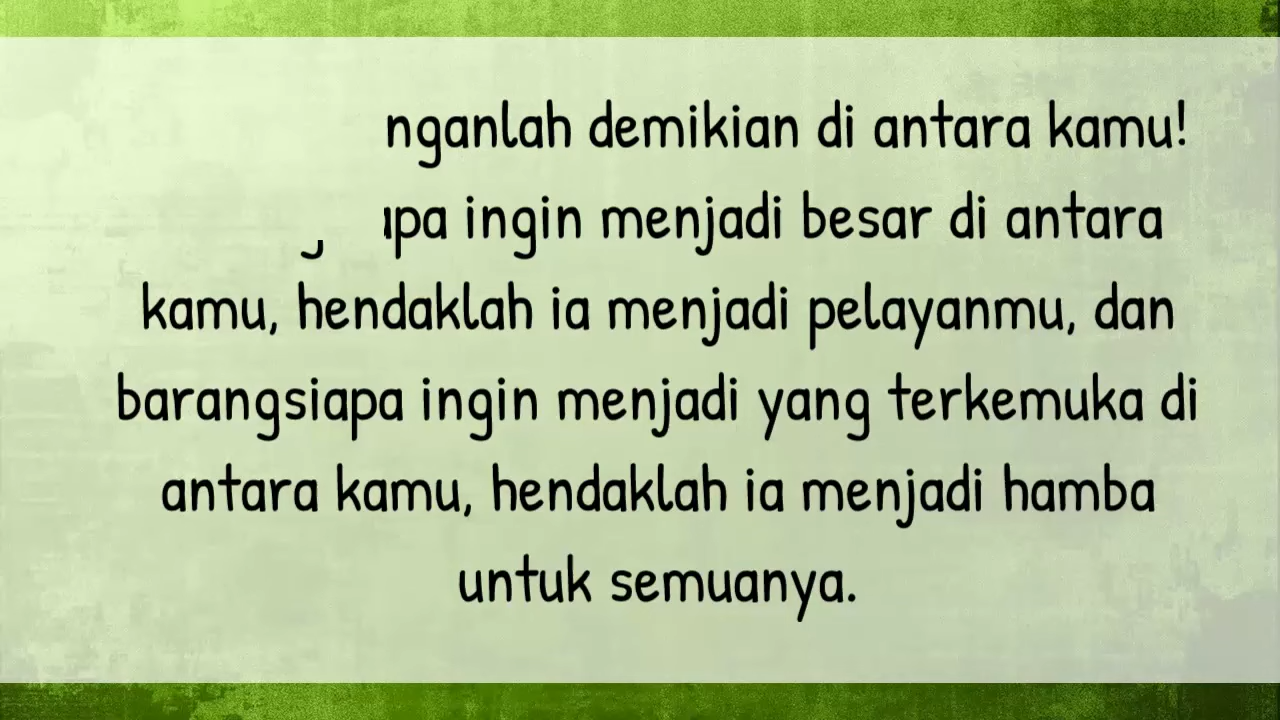 demikian di antara kamu!
ingin menjadi besar di antara
kamu, hendaklah ia menjadi pelayanmu, dan
barangsiapa ingin menjadi yang terkemuka di
antara kamu, hendaklah ia menjadi hamba
untuk semuanya.